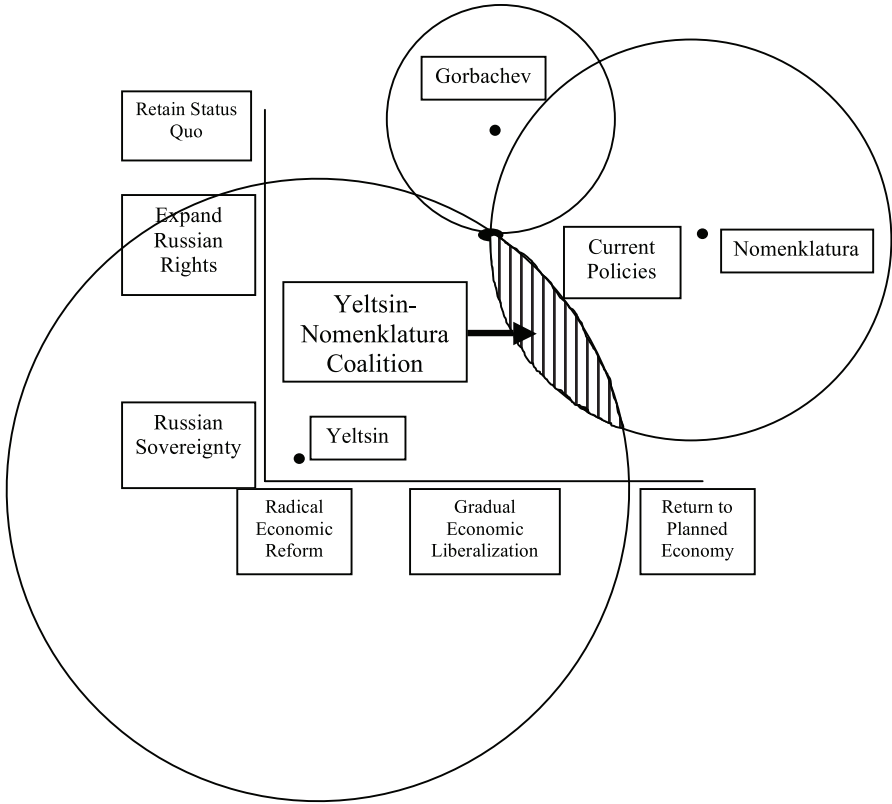 Gorbachev
Retain Status
Quo
Expand
Russian
Rights
Current
Policies
Nomenklatura
Yeltsin-
Nomenklatura
Coalition
Russian
Sovereignty
Yeltsin
Radical
Economic
Reform
Gradual
Economic
Liberalization
Return to
Planned
Economy